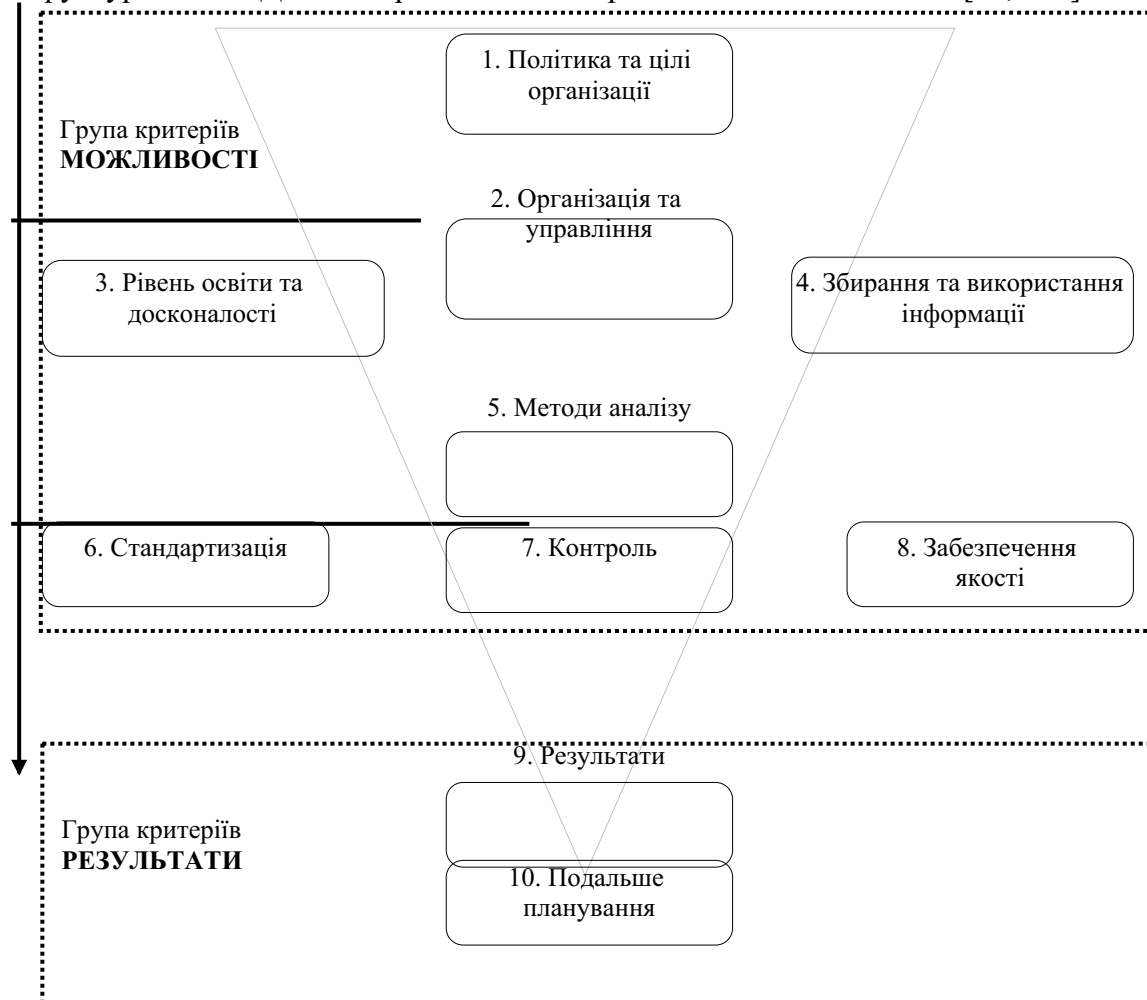 1. Політика та цілі
організації
Група критеріїв
МОЖЛИВОСТІ
2. Організація та
управління
3. Рівень освіти та
досконалості
4. Збирання та використання
інформації
5. Методи аналізу
6. Стандартизація
7. Контроль
8. Забезпечення
якості
9. Результати
Група критеріїв
РЕЗУЛЬТАТИ
10. Подальше
планування